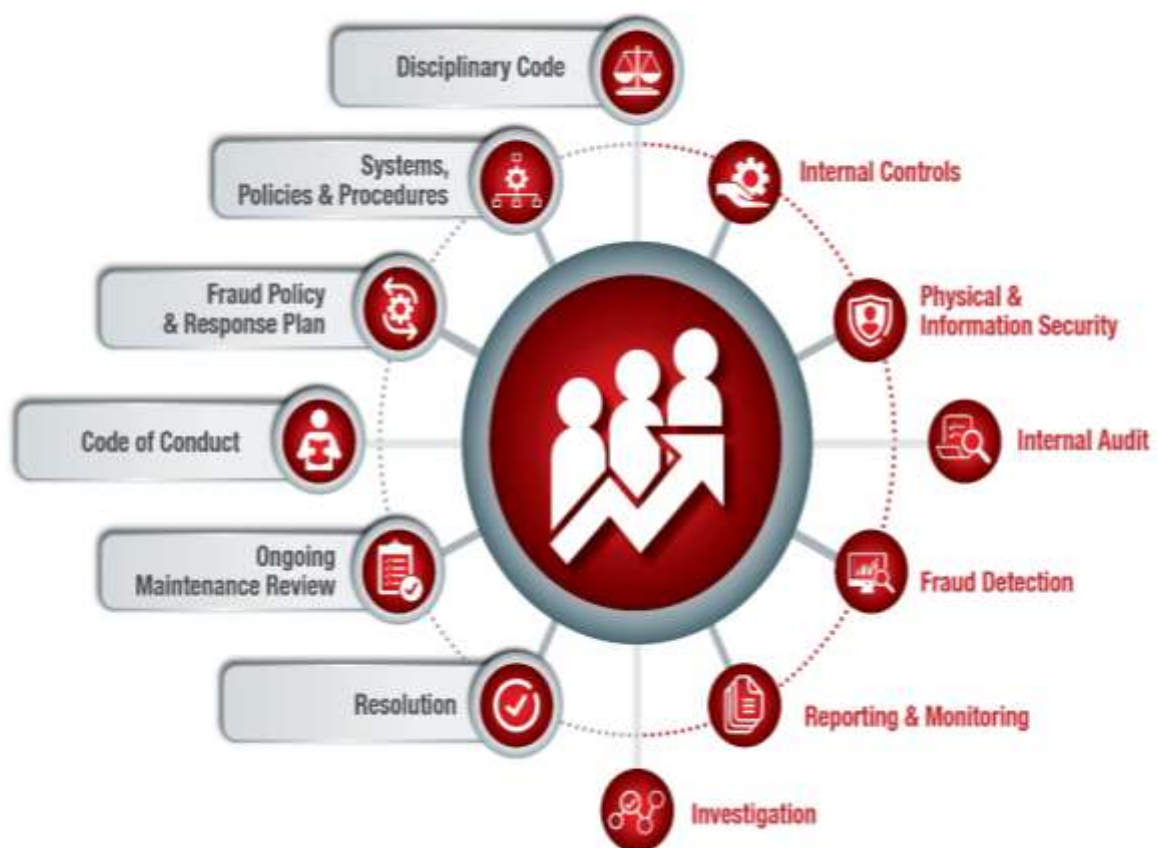 Disciplinary Code
Systems,
Policies & Procedures
Internal Controls
Fraud Policy
& Response Plan
Physical &
Information Security
Code of Conduct
Internal Audit
Ongoing
Maintenance Review
Fraud Detection
Resolution
Reporting & Monitoring
Investigation